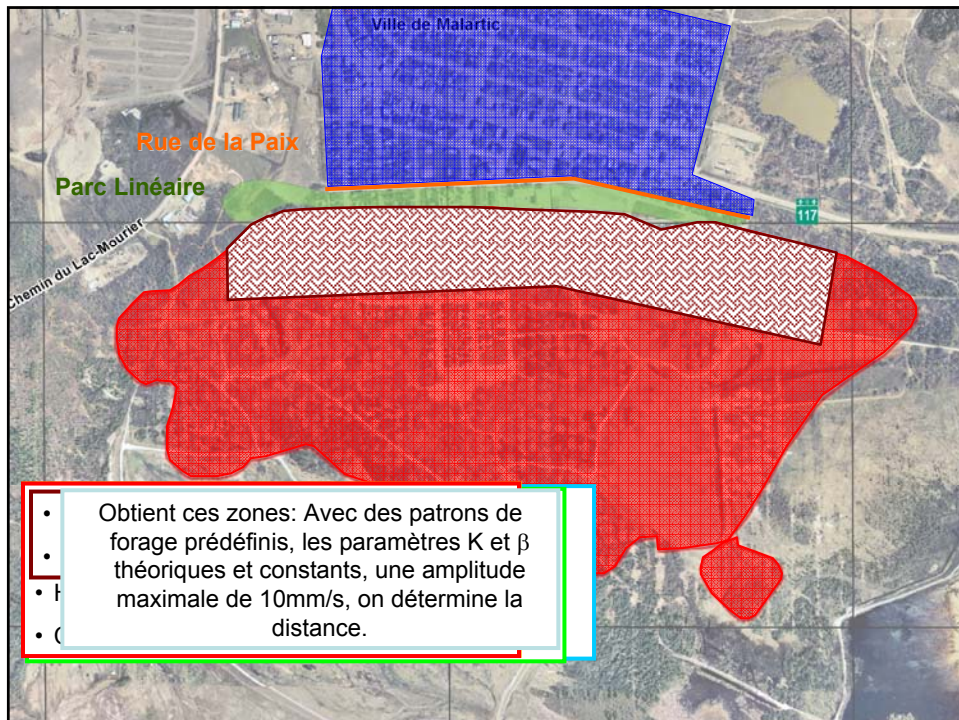 Ville de Malartic
Rue de la Paix
Parc Linéaire
117
Chemin du Lac-Mourier
Obtient ces zones: Avec des patrons de
forage prédéfinis, les paramètres K et β
théoriques et constants, une amplitude
maximale de 10mm/s, on détermine la
distance.